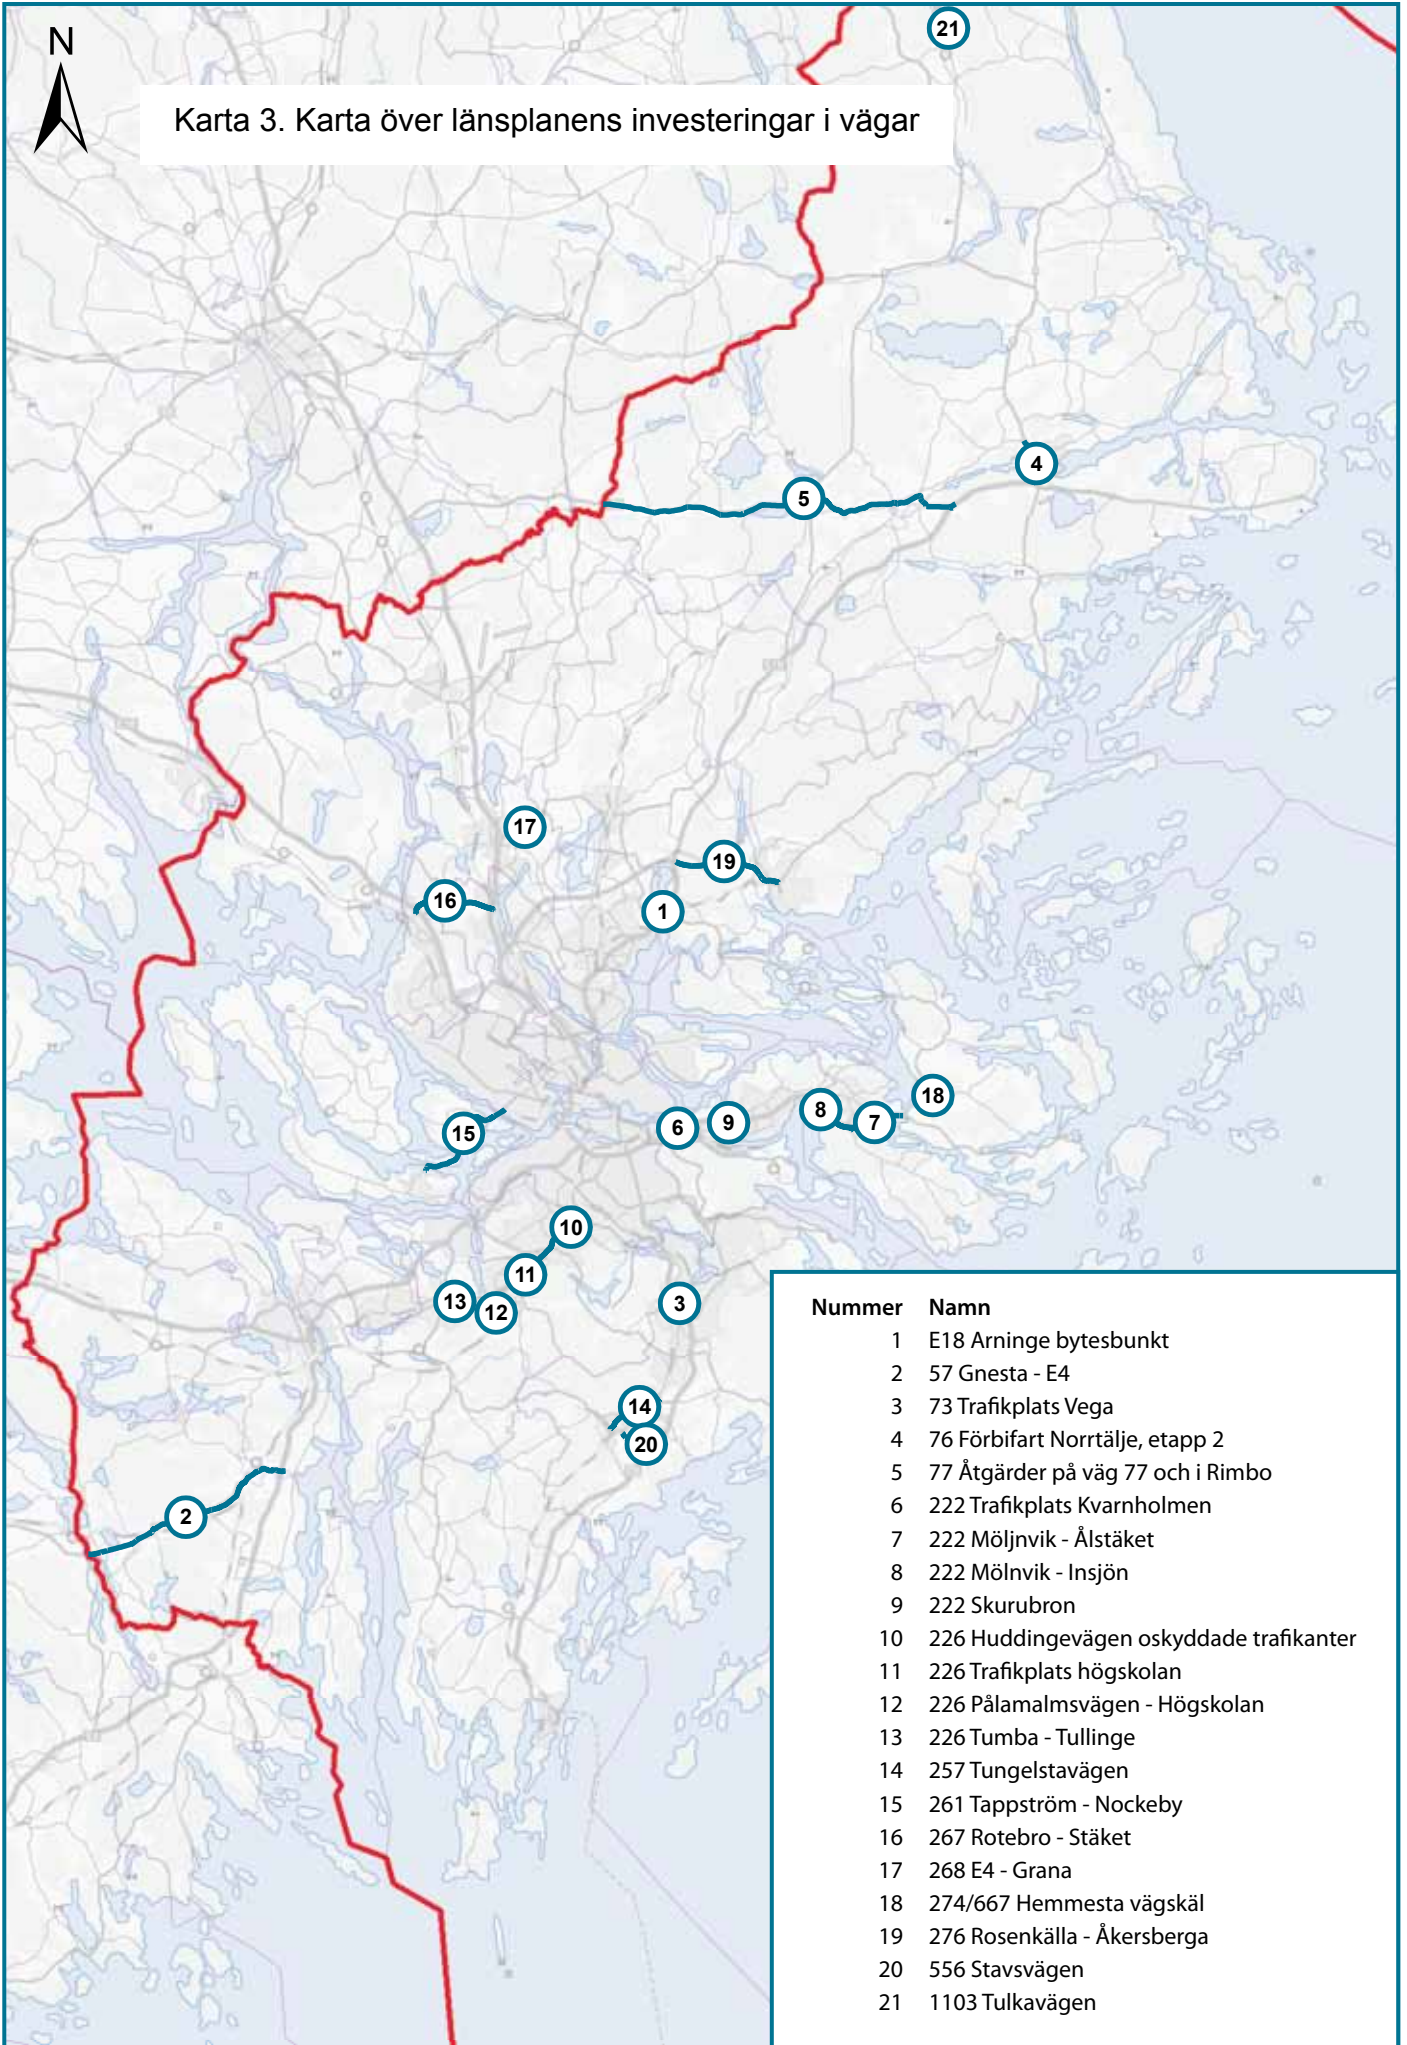 N
Karta 3. Karta över länsplanens investeringar i vägar
21
4
5
17
19
16
1
18
8
7
9
6
15
10
11
13
12
3
14
20
2
Nummer Namn
1 E18 Arninge bytesbunkt
2 57 Gnesta - E4
3 73 Trafikplats Vega
4 76 Förbifart Norrtälje, etapp 2
5 77 Åtgärder på väg 77 och i Rimbo
6 222 Trafikplats Kvarnholmen
7 222 Möljnvik - Ålstäket
8 222 Mölnvik - Insjön
9 222 Skurubron
10 226 Huddingevägen oskyddade trafikanter
11 226 Trafikplats högskolan
12 226 Pålamalmsvägen - Högskolan
13 226 Tumba - Tullinge
14 257 Tungelstavägen
15 261 Tappström - Nockeby
16 267 Rotebro - Stäket
17 268 E4 - Grana
18 274/667 Hemmesta vägskäl
19 276 Rosenkälla - Åkersberga
20 556 Stavsvägen
21 1103 Tulkavägen